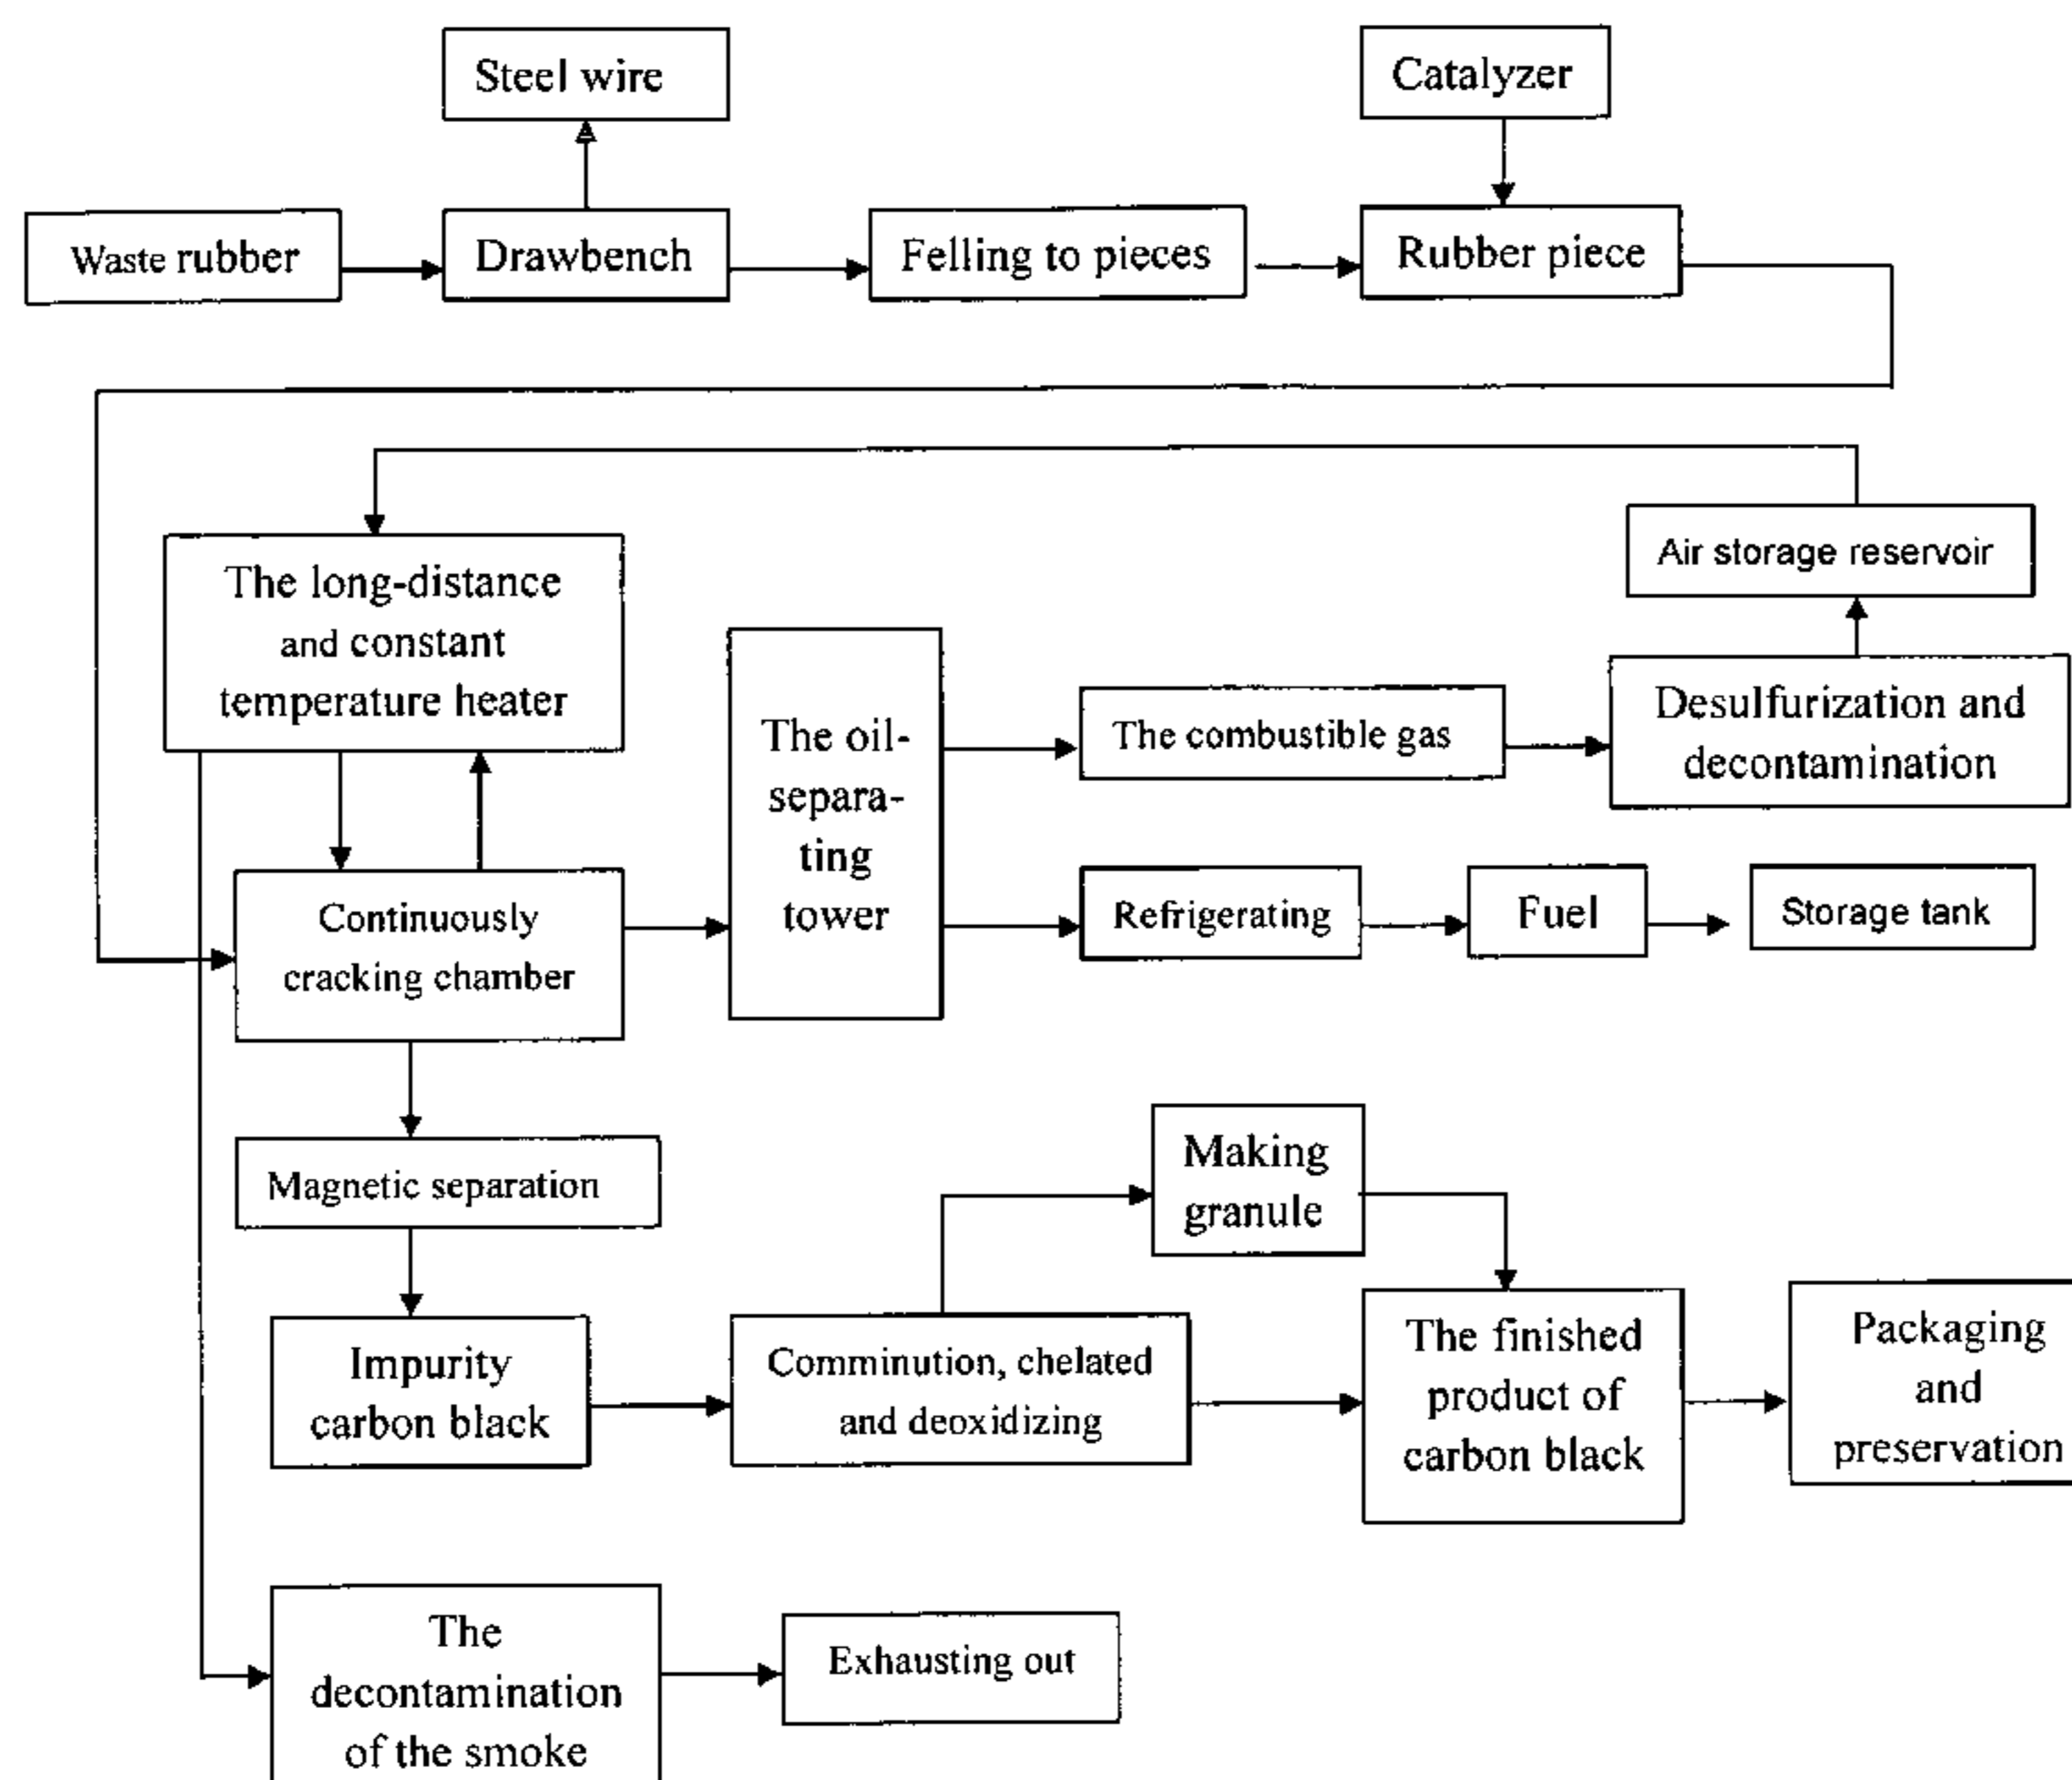 Steel wire
Catalyzer
Waste rubber
Drawbench
Felling to pieces
Rubber piece
Air storage reservoir
The long-distance
and constant
temperature heater
The oil-
separa-
ting
tower
The combustible gas
Desulfurization and
decontamination
Continuously
cracking chamber
Refrigerating
Fuel
Storage tank
Magnetic separation
Making
granule
Impurity
carbon black
Comminution, chelated
and deoxidizing
The finished
product of
carbon black
Packaging
and
preservation
The
decontamination
of the smoke
Exhausting out